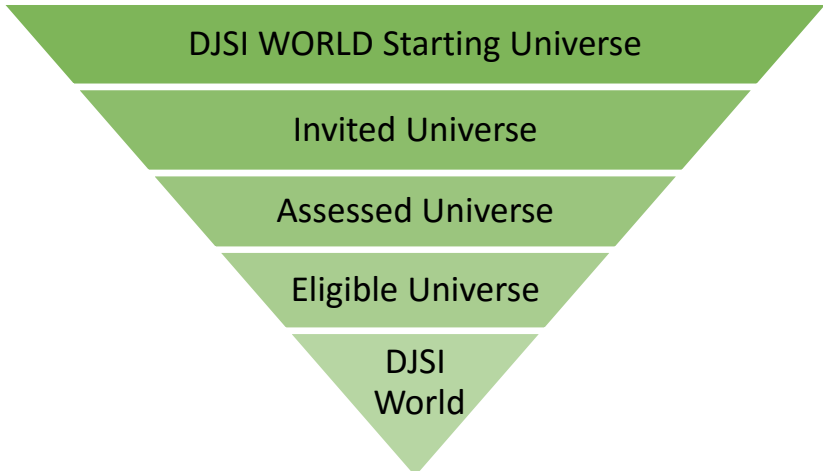 DJSI WORLD Starting Universe
Invited Universe
Assessed Universe
Eligible Universe
DJSI
World